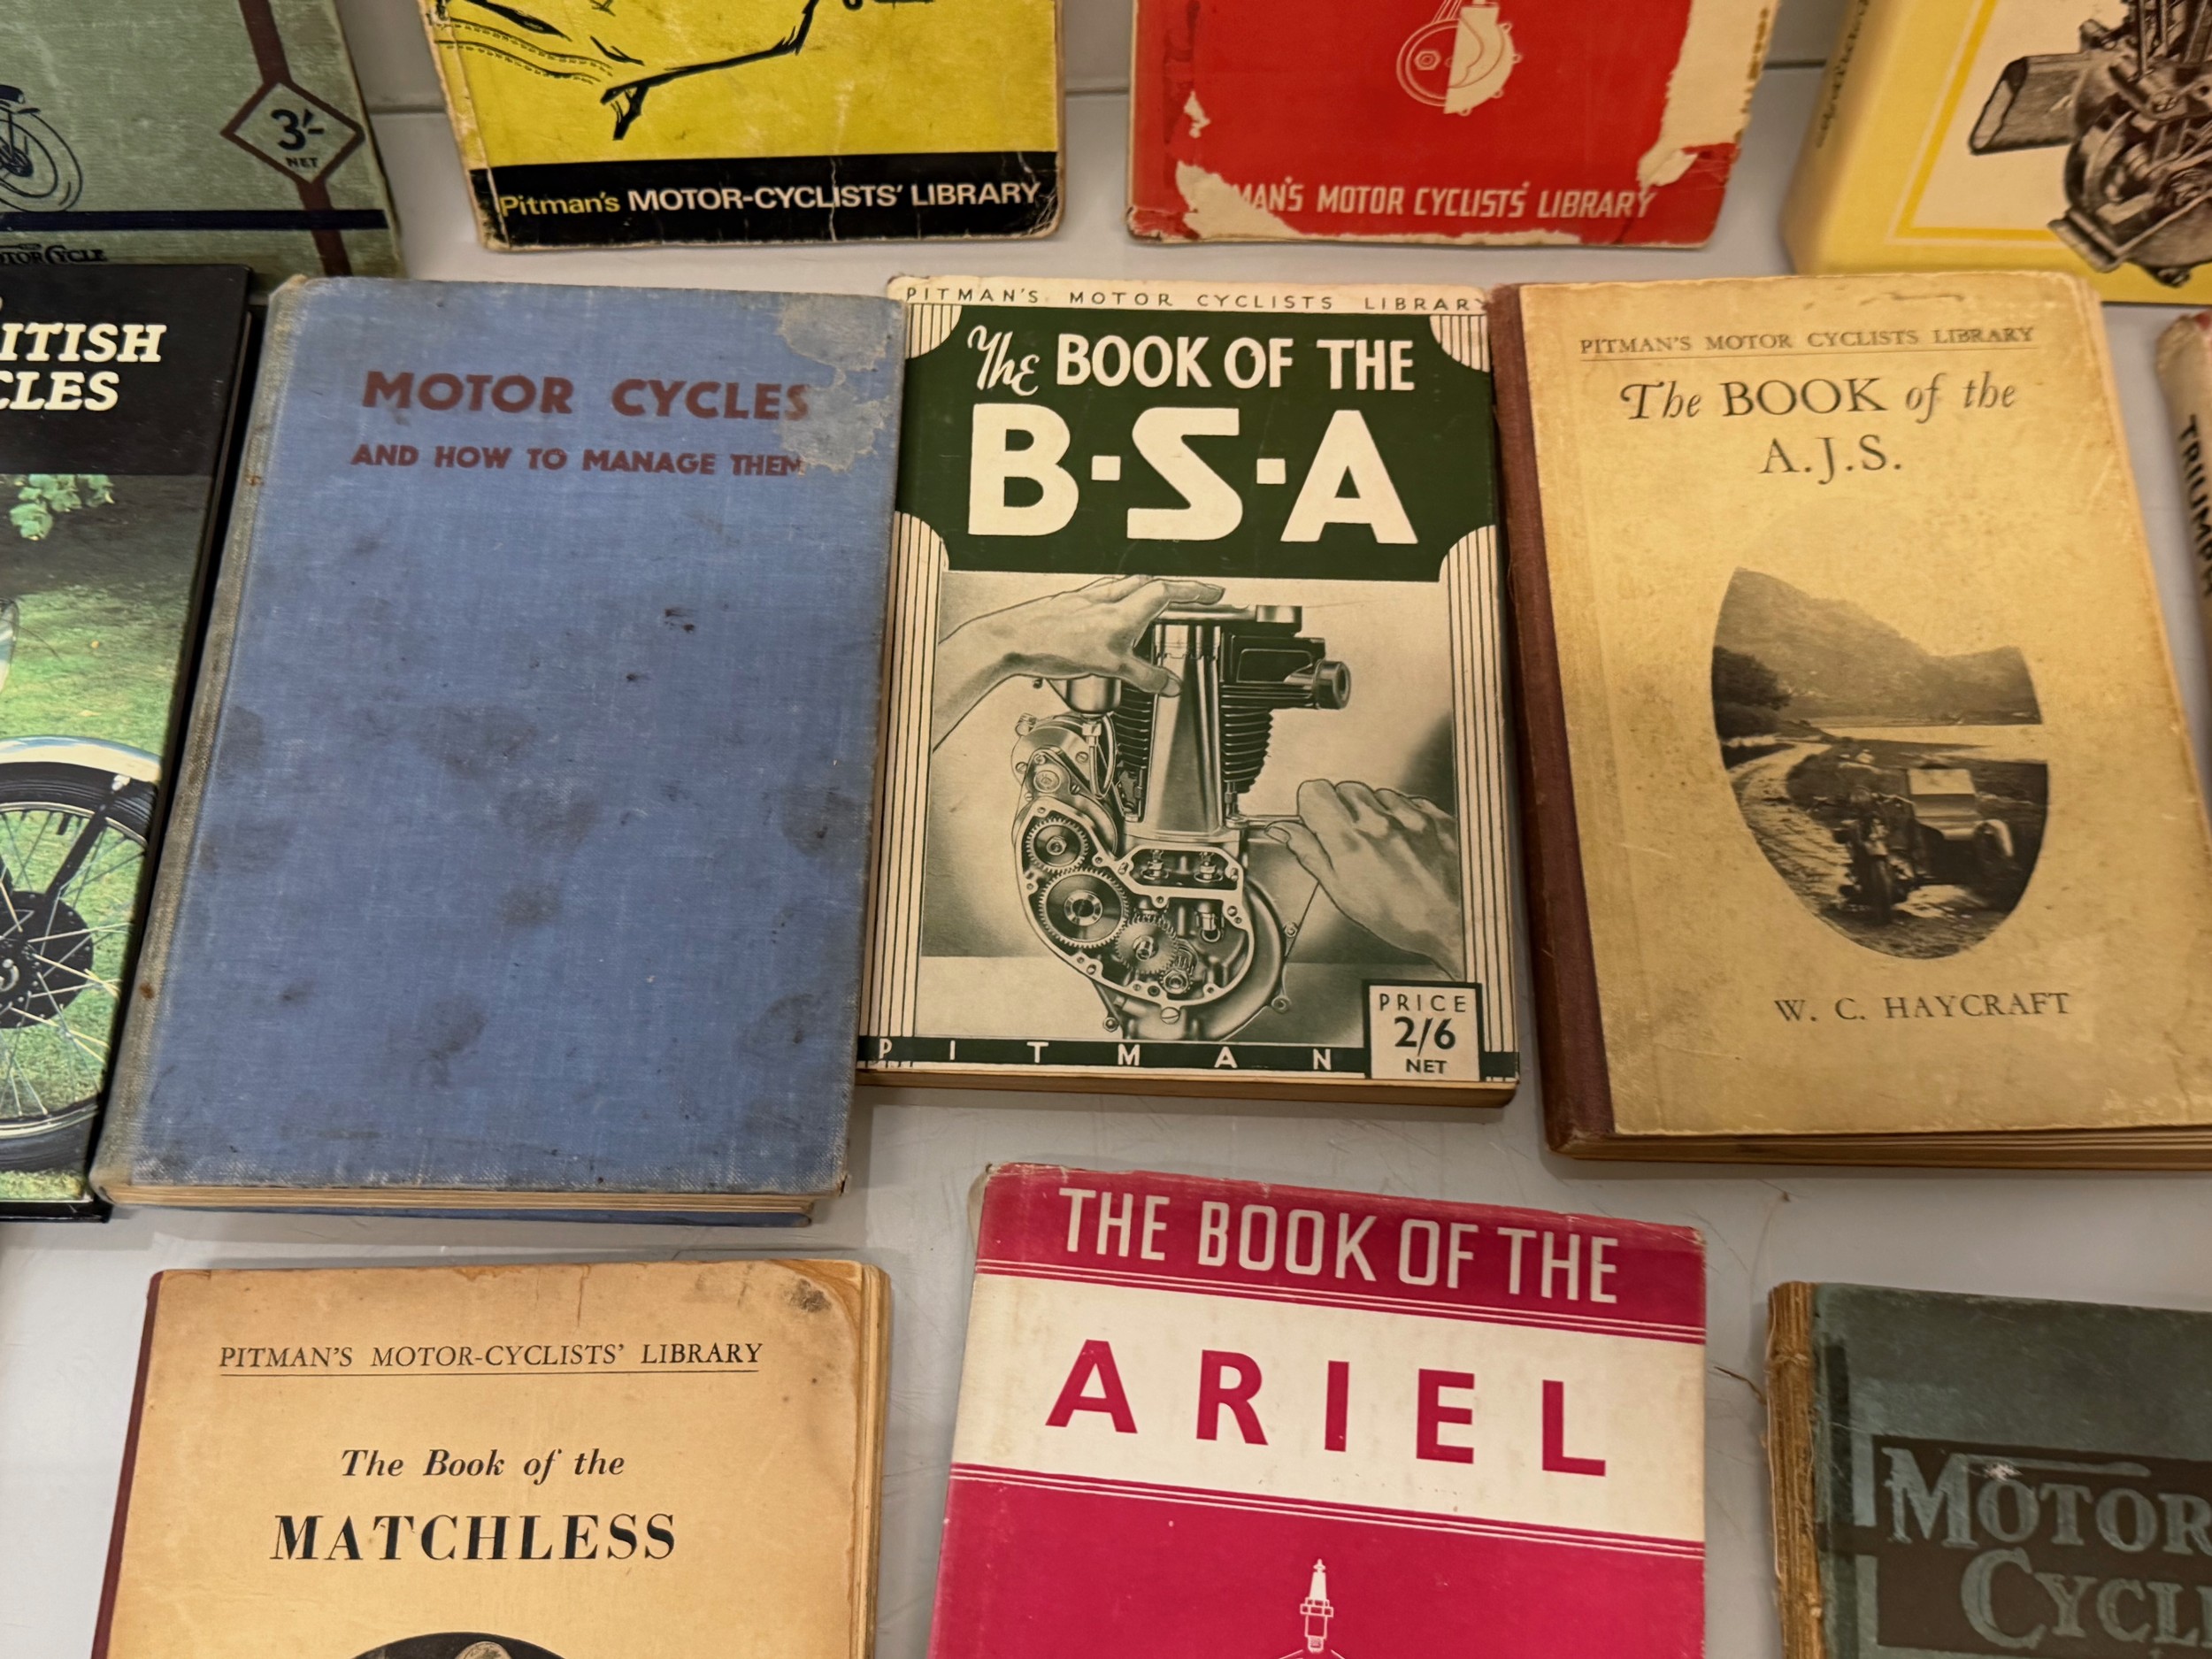 3/-
NET
Pitman's MOTOR-CYCLISTS' LIBRARY
MAN'S MOTOR CYCLISTS' LIBRARY
MOTOR CYCLE
ITISH
CLES
MOTOR CYCLES
AND HOW TO MANAGE THEM
PITMAN'S MOTOR CYCLISTS LIBRARY
The BOOK OF THE
B·S·A
PRICE
2/6
NET
PITMAN
PITMAN'S MOTOR CYCLISTS LIBRARY
The BOOK of the
A.J.S.
W. C. HAYCRAFT
TRIUMPH
PITMAN'S MOTOR-CYCLISTS' LIBRARY
The Book of the
MATCHLESS
THE BOOK OF THE
ARIEL
MOTOR
CYCL